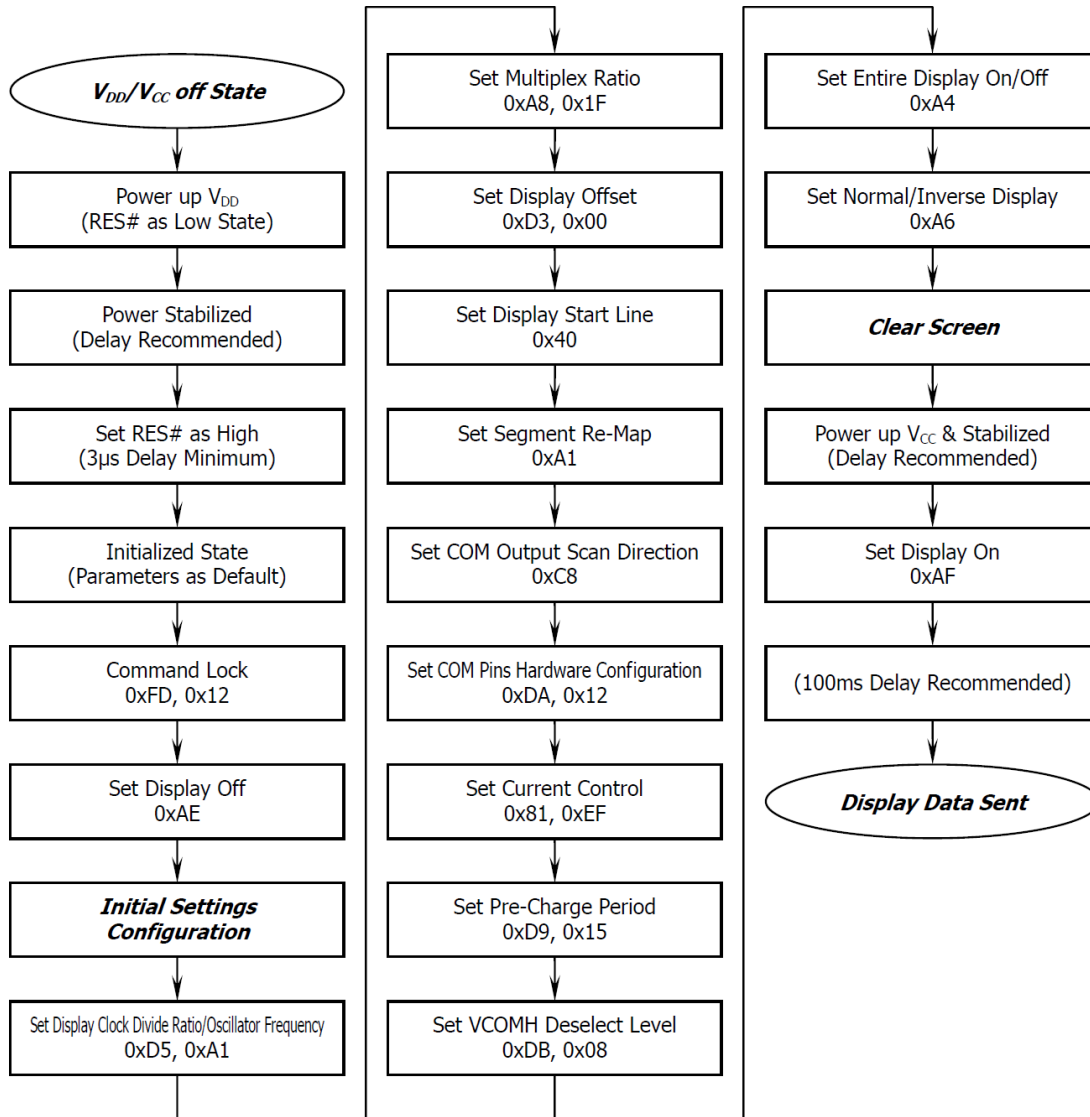 V_DD/V_CC off State
Power up V_DD
(RES# as Low State)
Power Stabilized
(Delay Recommended)
Set RES# as High
(3μs Delay Minimum)
Initialized State
(Parameters as Default)
Command Lock
0xFD, 0x12
Set Display Off
0xAE
Initial Settings
Configuration
Set Display Clock Divide Ratio/Oscillator Frequency
0xD5, 0xA1
Set Multiplex Ratio
0xA8, 0x1F
Set Display Offset
0xD3, 0x00
Set Display Start Line
0x40
Set Segment Re-Map
0xA1
Set COM Output Scan Direction
0xC8
Set COM Pins Hardware Configuration
0xDA, 0x12
Set Current Control
0x81, 0xEF
Set Pre-Charge Period
0xD9, 0x15
Set VCOMH Deselect Level
0xDB, 0x08
Set Entire Display On/Off
0xA4
Set Normal/Inverse Display
0xA6
Clear Screen
Power up V_CC & Stabilized
(Delay Recommended)
Set Display On
0xAF
(100ms Delay Recommended)
Display Data Sent